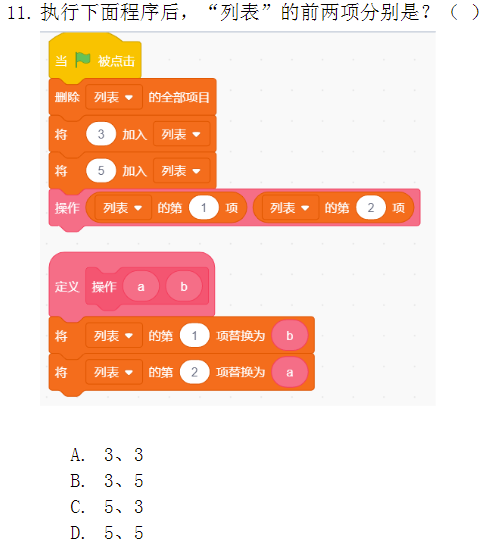 11. 执行下面程序后，“列表”的前两项分别是？（ ）
当 被点击
删除 列表 的全部项目
将 3 加入 列表
将 5 加入 列表
操作 列表 的第 1 项 列表 的第 2 项
定义 操作 a b
将 列表 的第 1 项替换为 b
将 列表 的第 2 项替换为 a
A. 3、3
B. 3、5
C. 5、3
D. 5、5